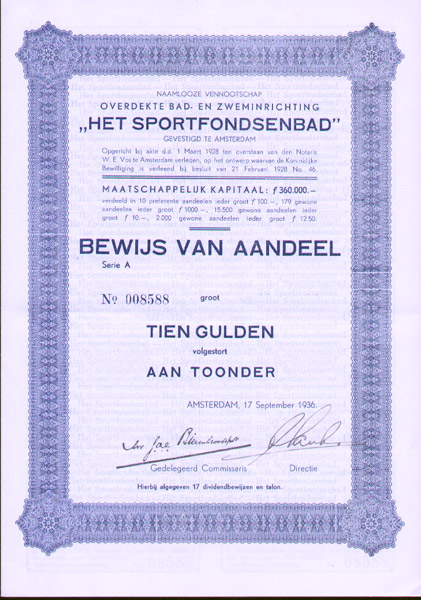 NAAMLOOZE VENNOOTSCHAP
OVERDEKTE BAD- EN ZWEMINRICHTING
„HET SPORTFONDSENBAD”
GEVESTIGD TE AMSTERDAM
Opgericht bij akte d.d. 1 Maart 1928 ten overstaan van den Notaris
W. E. Vos te Amsterdam verleden, op het ontwerp waarvan de Koninklijke
Bewilliging is verleend bij besluit van 21 Februari 1928 No. 46.
MAATSCHAPPELIJK KAPITAAL: ƒ 360.000.—
verdeeld in 10 preferente aandeelen ieder groot ƒ 100.—, 179 gewone
aandeelen ieder groot ƒ 1000.—, 15.500 gewone aandeelen ieder
groot ƒ 10.—, 2.000 gewone aandeelen ieder groot ƒ 12.50.
BEWIJS VAN AANDEEL
Serie A
No 008588 groot
TIEN GULDEN
volgestort
AAN TOONDER
AMSTERDAM, 17 September 1936.
Gedelegeerd Commissaris Directie
Hierbij afgegeven 17 dividendbewijzen en talon.